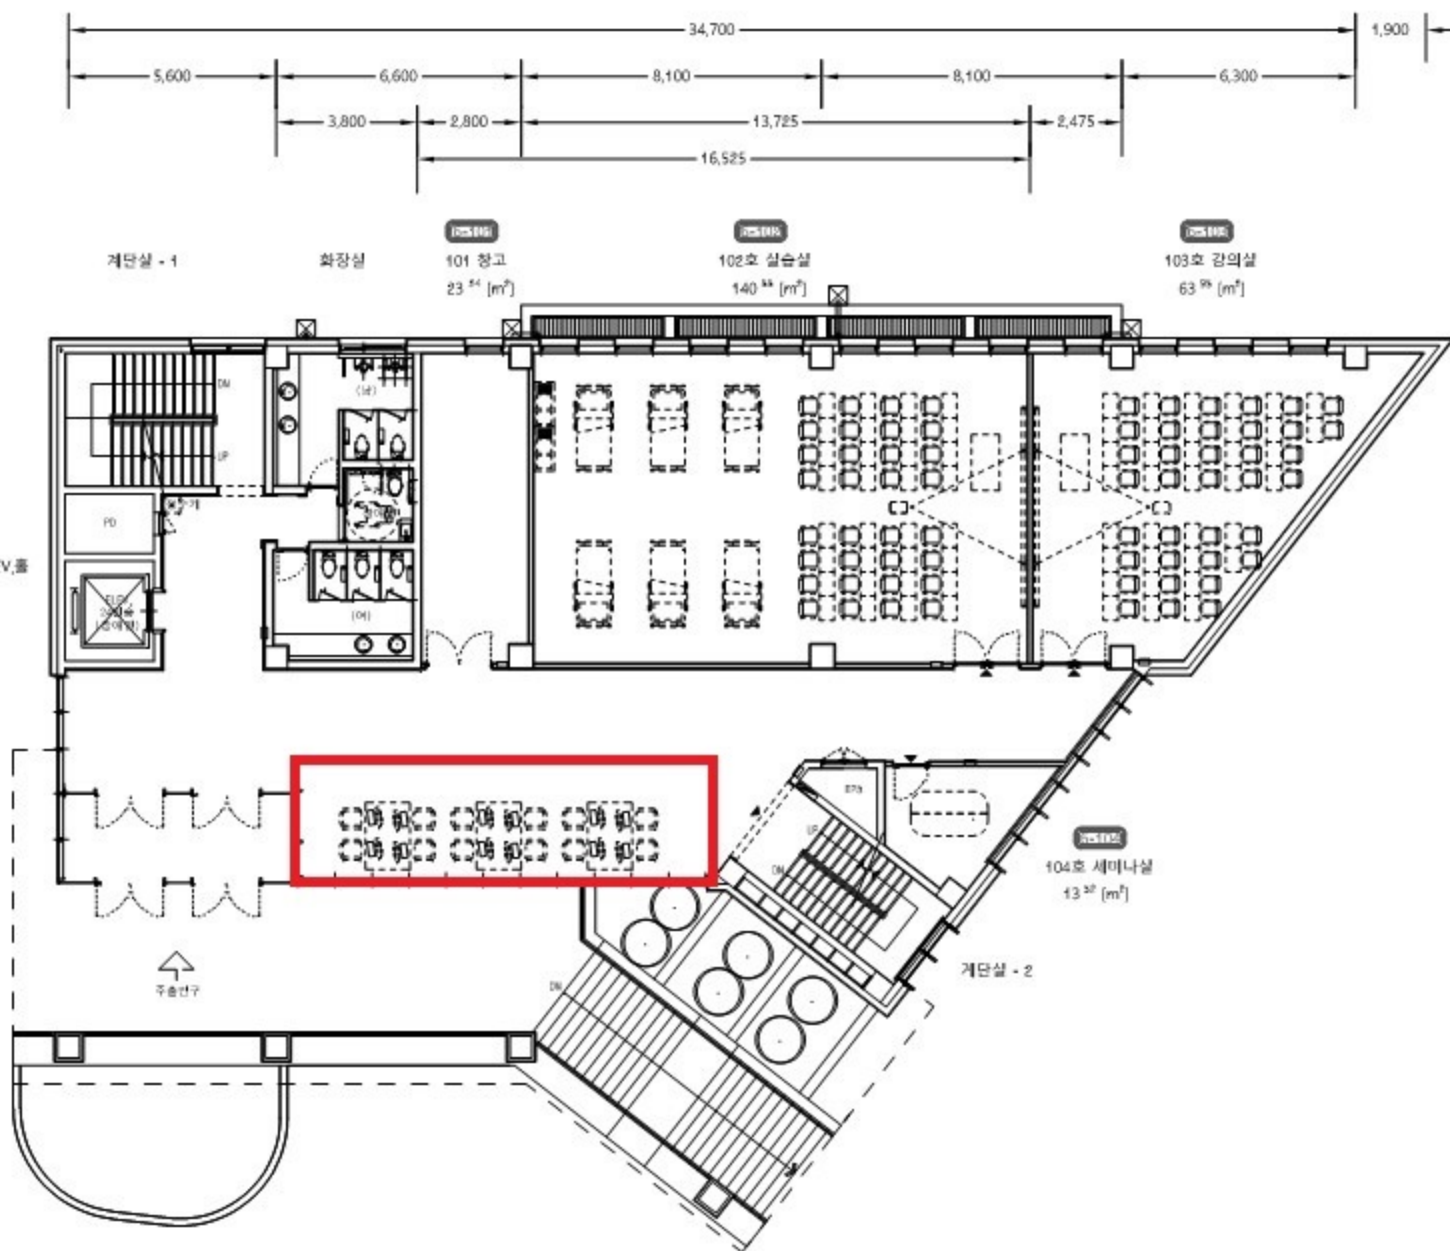 34,700
1,900
5,600
6,600
8,100
8,100
6,300
3,800
2,800
13,725
2,475
16,525
계단실 - 1
화장실
101 창고
23 [m²]
102호 실습실
140 [m²]
103호 강의실
63 [m²]
DN
UP
(남)
PD
V.홀
ELEV.
(여)
UP
DN
104호 세미나실
13 [m²]
계단실 - 2
주출입구
DN